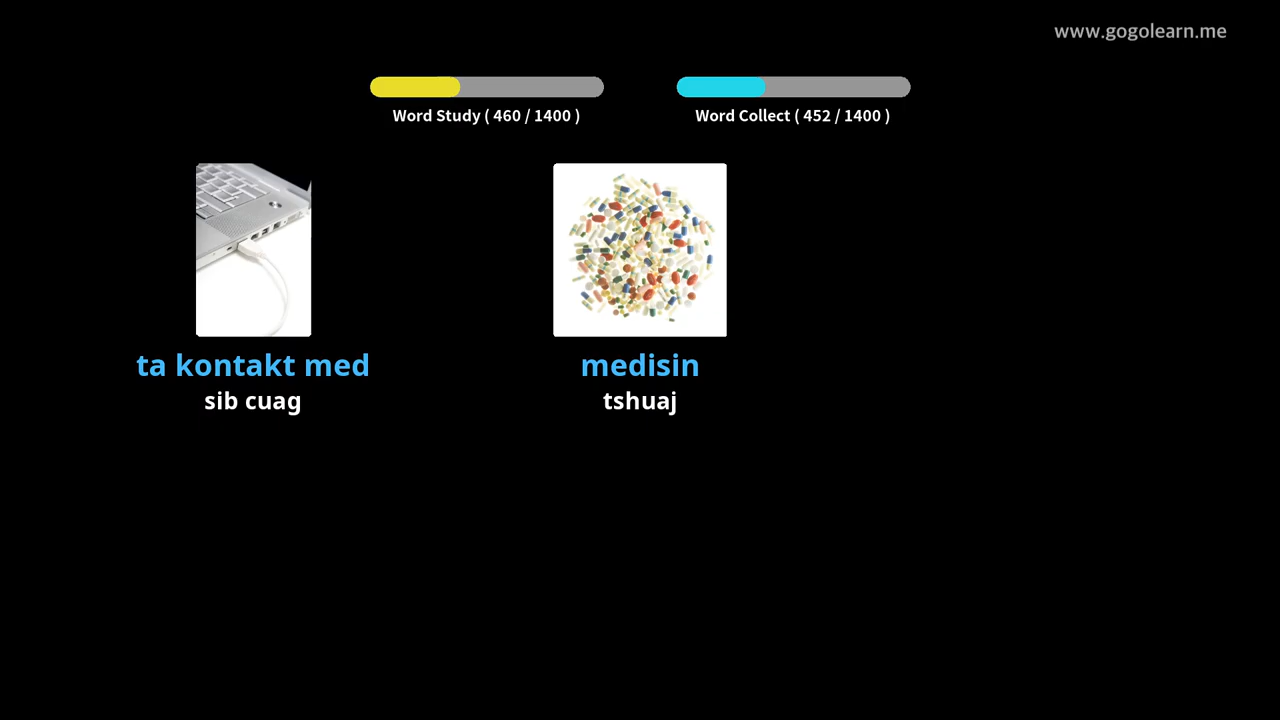 www.gogolearn.me
Word Study ( 460 / 1400 )
Word Collect ( 452 / 1400 )
ta kontakt med
sib cuag
medisin
tshuaj